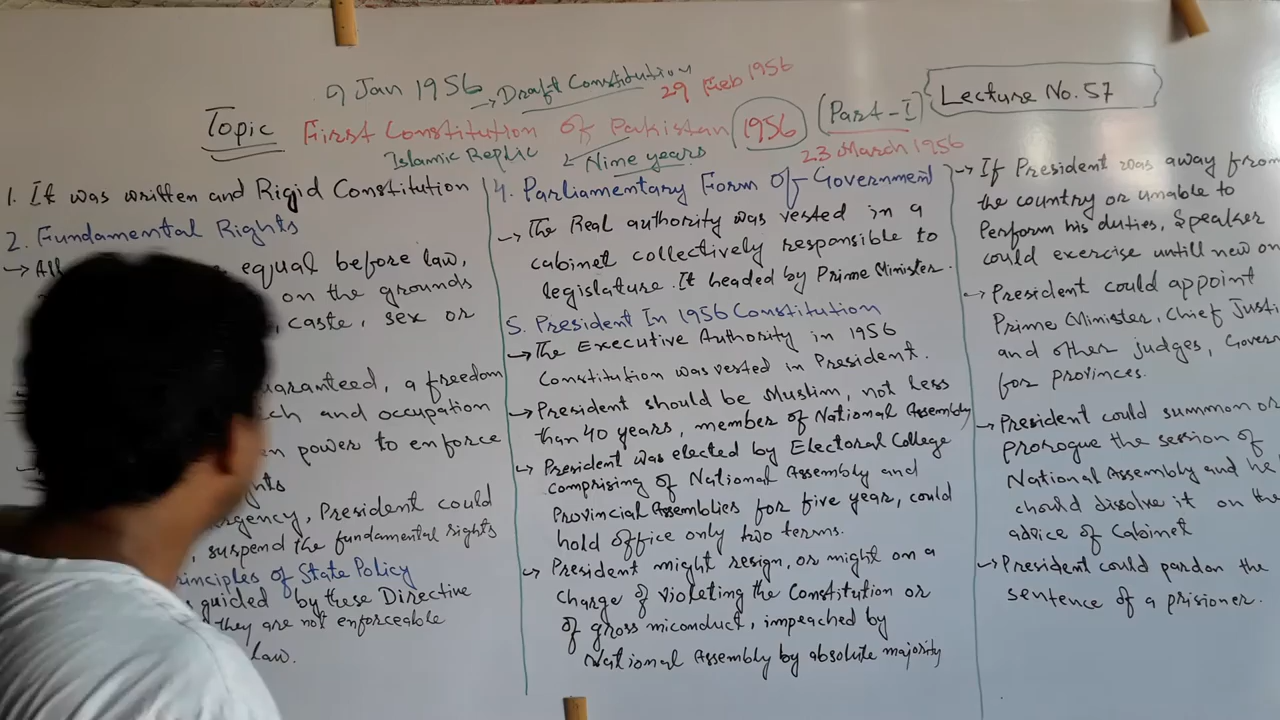 9 Jan 1956 → Draft Constitution
29 Feb 1956
Lecture No. 57
Topic First Constitution of Pakistan 1956 (Part-I)
Islamic Replic
Nime years
23 March 1956
1. It was written and Rigid Constitution
2. Fundamental Rights
→ All equal before law,
on the grounds
, caste, sex or
guaranteed, a freedom
and occupation
power to enforce
, President could
, suspend the fundamental rights
Principles of State Policy
guided by these Directive
they are not enforceable
law.
4. Parliamentary Form Of Government
→ The Real authority was vested in a
cabinet collectively responsible to
legislature. It headed by Prime Minister.
5. President In 1956 Constitution
→ The Executive Authority in 1956
Constitution was vested in President.
→ President should be Muslim, not less
than 40 years, member of National Assembly
→ President was elected by Electoral College
comprising of National Assembly and
Provincial Assemblies for five year, could
hold office only two terms.
→ President might resign, or might on a
charge of violeting the Constitution or
of gross miconduct, impeached by
National Assembly by absolute majority
→ If President was away from
the country or unable to
Perform his duties, Speaker
could exercise untill new on
→ President could appoint
Prime Minister, Chief Justi
and other judges, Govern
for provinces.
→ President could summon or
prorogue the session of
National Assembly and he
should dissolve it on the
advice of Cabinet
→ President could pardon the
sentence of a prisioner.